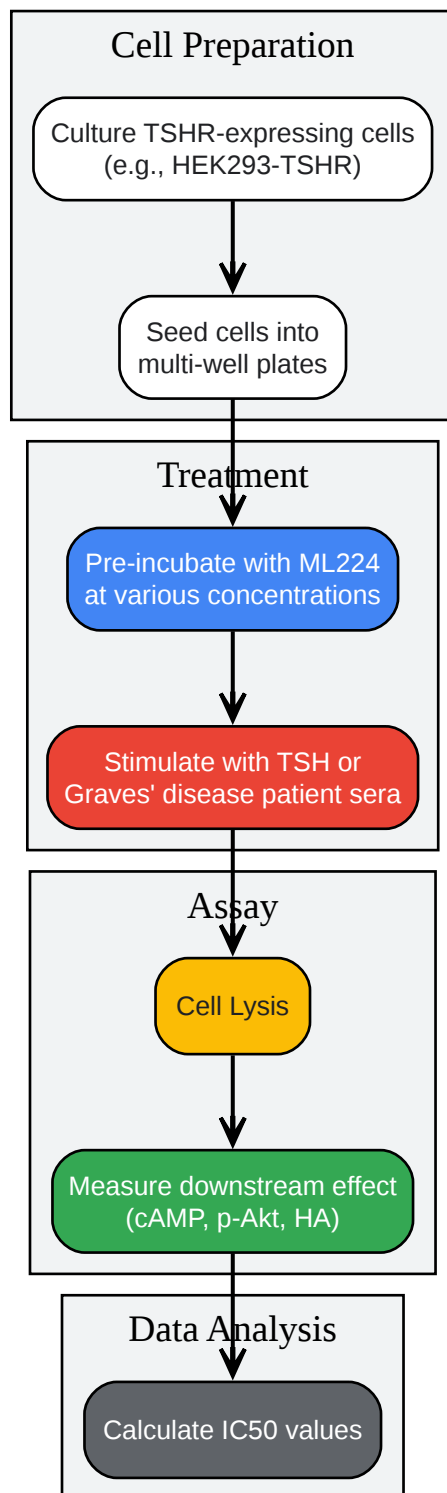 Cell Preparation
Culture TSHR-expressing cells
(e.g., HEK293-TSHR)
Seed cells into
multi-well plates
Treatment
Pre-incubate with ML224
at various concentrations
Stimulate with TSH or
Graves' disease patient sera
Assay
Cell Lysis
Measure downstream effect
(cAMP, p-Akt, HA)
Data Analysis
Calculate IC50 values